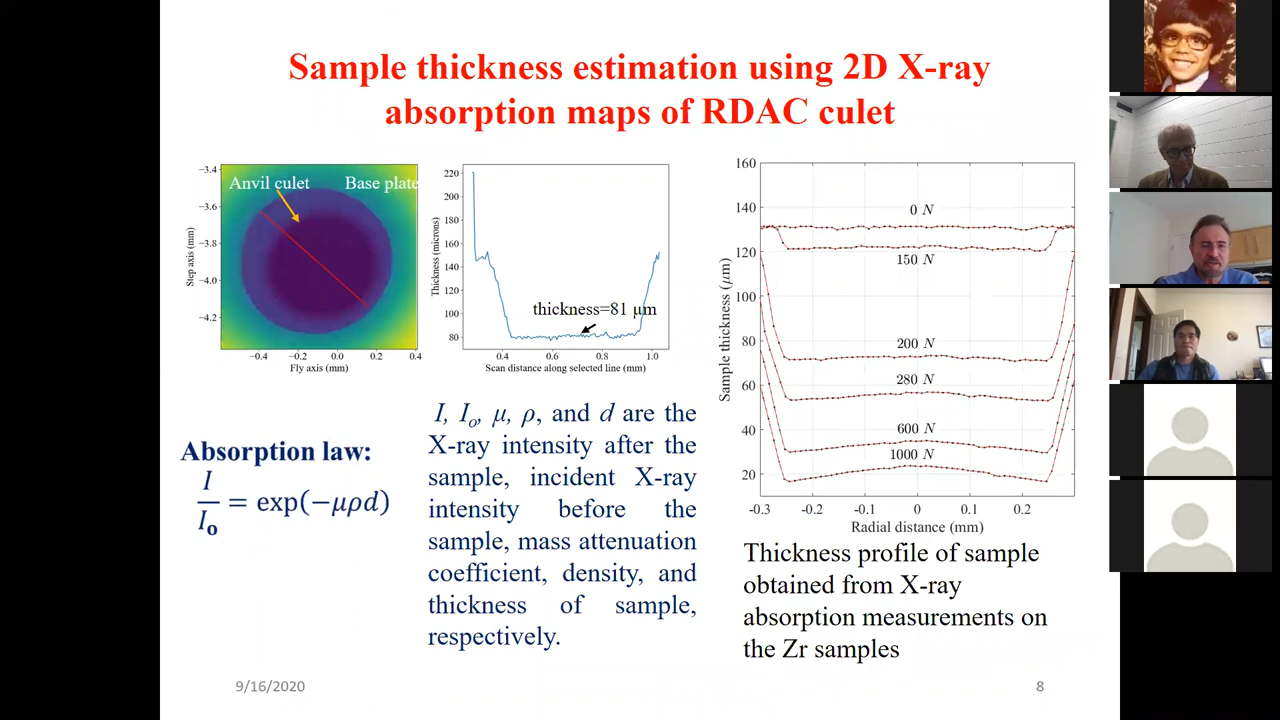 Sample thickness estimation using 2D X-ray
absorption maps of RDAC culet
−3.4
−3.6
−3.8
−4.0
−4.2
Step axis (mm)
Anvil culet
Base plate
−0.4
−0.2
0.0
0.2
0.4
Fly axis (mm)
220
200
180
160
140
120
100
80
Thickness (microns)
thickness=81 μm
0.4
0.6
0.8
1.0
Scan distance along selected line (mm)
160
140
120
100
80
60
40
20
Sample thickness (μm)
0 N
150 N
200 N
280 N
600 N
1000 N
-0.3
-0.2
-0.1
0
0.1
0.2
Radial distance (mm)
Absorption law:
I/Iₒ = exp(−μρd)
I, Iₒ, μ, ρ, and d are the
X-ray intensity after the
sample, incident X-ray
intensity before the
sample, mass attenuation
coefficient, density, and
thickness of sample,
respectively.
Thickness profile of sample
obtained from X-ray
absorption measurements on
the Zr samples
9/16/2020
8